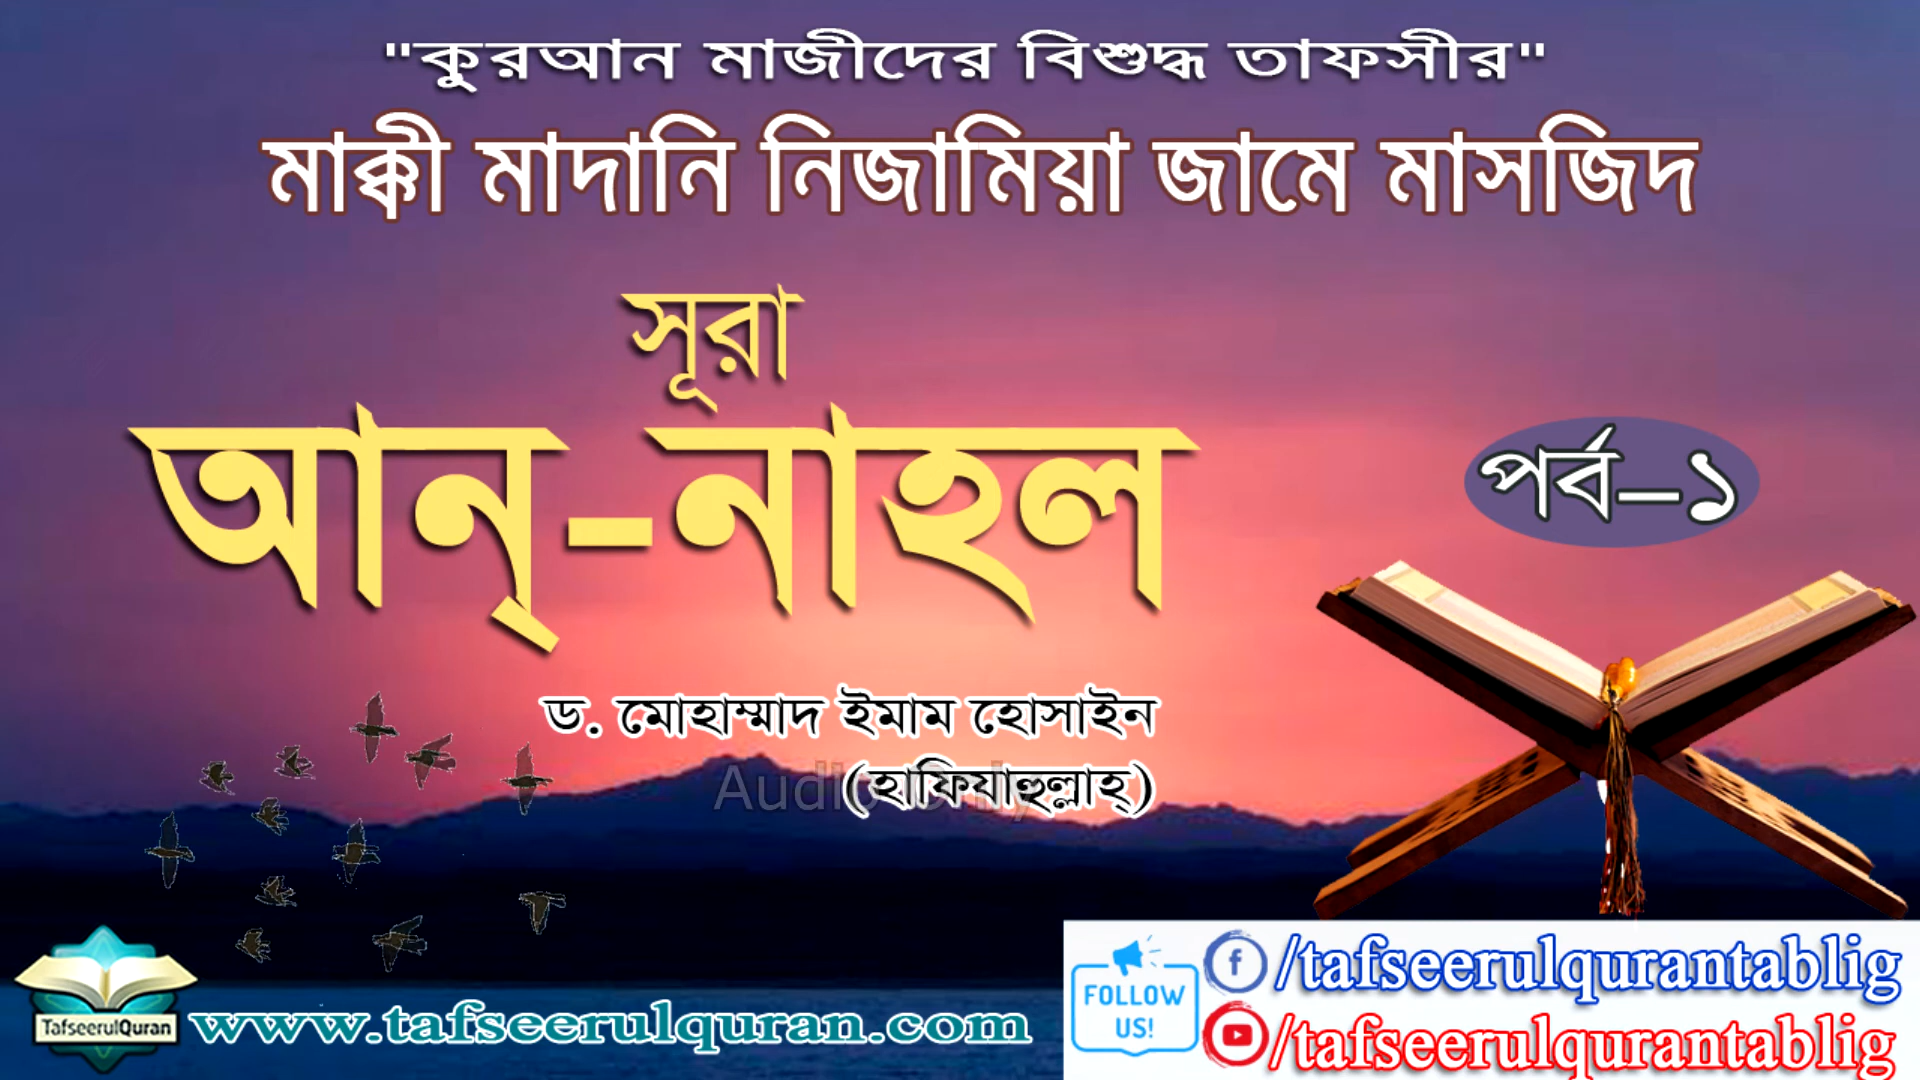 "কুরআন মাজীদের বিশুদ্ধ তাফসীর"
মাক্কী মাদানি নিজামিয়া জামে মাসজিদ
সূরা
আন্-নাহল
পর্ব–১
ড. মোহাম্মাদ ইমাম হোসাইন
(হাফিযাহুল্লাহ্)
Audio Only
TafseerulQuran
www.tafseerulquran.com
FOLLOW
US!
/tafseerulqurantablig
/tafseerulqurantablig